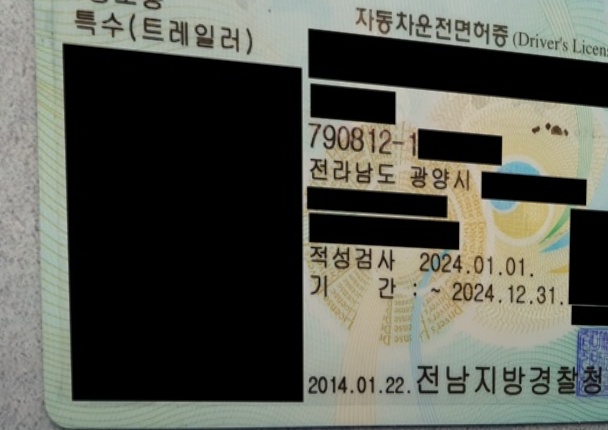 특수(트레일러)
자동차운전면허증 (Driver's Licens
790812-1
전라남도 광양시
적성검사 2024.01.01.
기 간 : ~ 2024.12.31.
2014.01.22. 전남지방경찰청